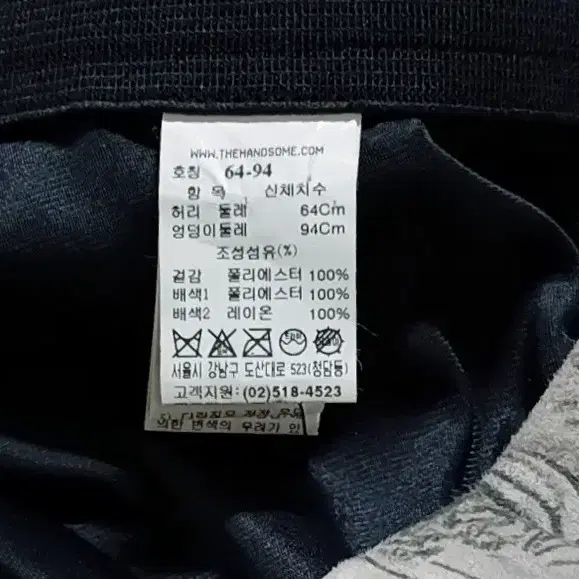 WWW.THEHANDSOME.COM
호칭 64-94
항 목 신체치수
허리 둘레 64Cm
엉덩이둘레 94Cm
조성섬유(%)
겉감 폴리에스터 100%
배색1 폴리에스터 100%
배색2 레이온 100%
서울시 강남구 도산대로 523(청담동)
고객지원: (02)518-4523
의한 변색의 우려가